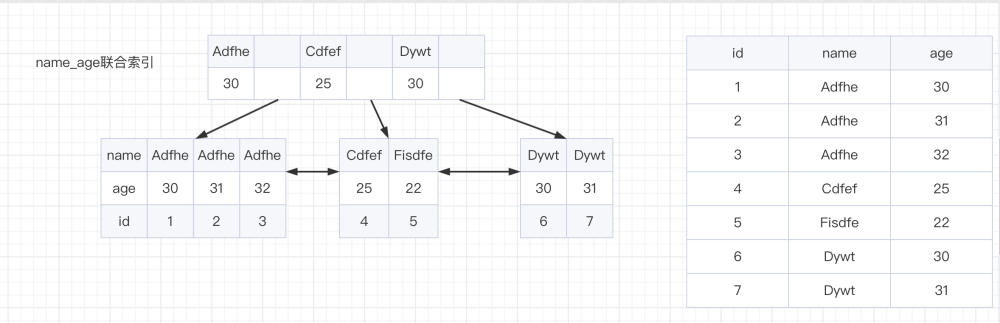 Adfhe Cdfef Dywt
30 25 30
name_age联合索引
name Adfhe Adfhe Adfhe
age 30 31 32
id 1 2 3
Cdfef Fisdfe
25 22
4 5
Dywt Dywt
30 31
6 7
id name age
1 Adfhe 30
2 Adfhe 31
3 Adfhe 32
4 Cdfef 25
5 Fisdfe 22
6 Dywt 30
7 Dywt 31